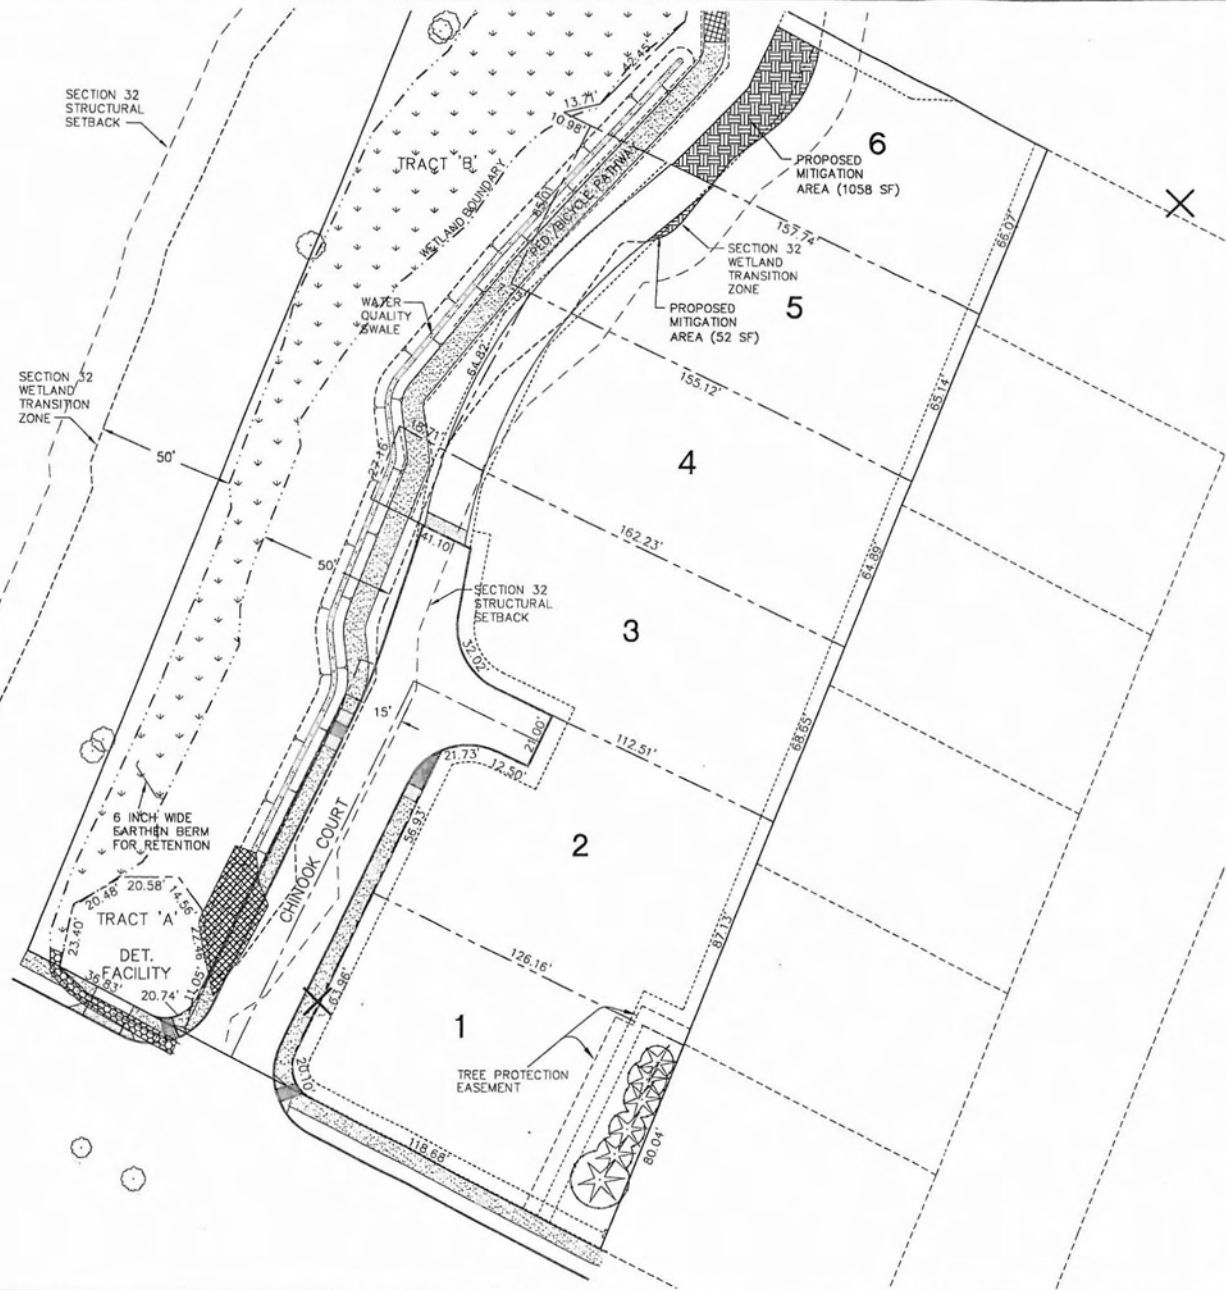 SECTION 32
STRUCTURAL
SETBACK
TRACT 'B'
WETLAND BOUNDARY
42.45'
13.71'
10.98'
PED./BICYCLE PATHWAY
6
PROPOSED
MITIGATION
AREA (1058 SF)
157.74'
66.07'
SECTION 32
WETLAND
TRANSITION
ZONE
PROPOSED
MITIGATION
AREA (52 SF)
5
WATER
QUALITY
SWALE
64.82'
155.12'
65.14'
SECTION 32
WETLAND
TRANSITION
ZONE
50'
18.71'
27.16'
4
162.23'
64.89'
41.10'
50'
SECTION 32
STRUCTURAL
SETBACK
3
32.02'
15'
21.00'
112.51'
68.65'
21.73'
12.50'
6 INCH WIDE
EARTHEN BERM
FOR RETENTION
CHINOOK COURT
56.93'
2
20.48'
20.58'
14.56'
23.40'
TRACT 'A'
DET.
FACILITY
36.83'
20.74'
11.05'
87.13'
126.16'
63.96'
1
TREE PROTECTION
EASEMENT
20.10'
118.68'
80.04'